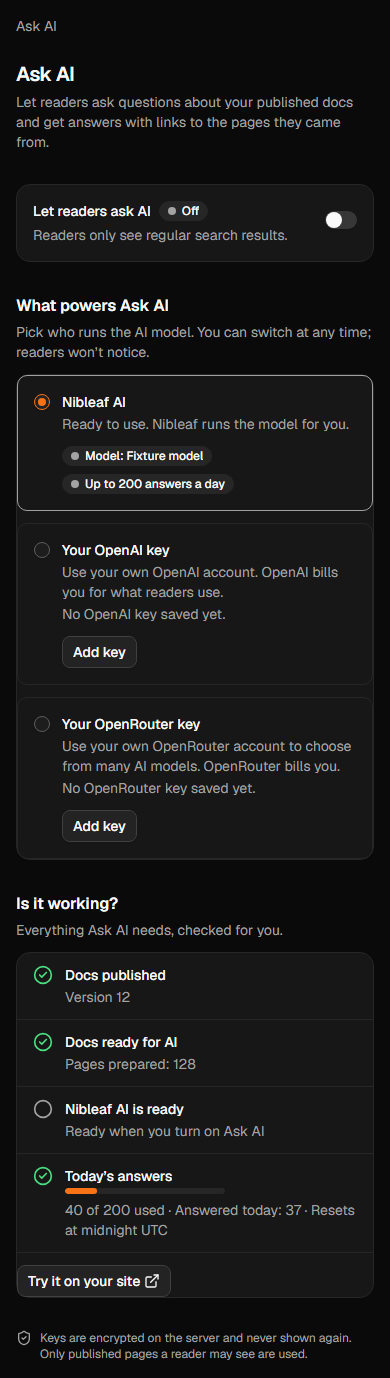 Ask AI
Ask AI
Let readers ask questions about your published docs
and get answers with links to the pages they came
from.
Let readers ask AI
Off
Readers only see regular search results.
What powers Ask AI
Pick who runs the AI model. You can switch at any time;
readers won’t notice.
Nibleaf AI
Ready to use. Nibleaf runs the model for you.
Model: Fixture model
Up to 200 answers a day
Your OpenAI key
Use your own OpenAI account. OpenAI bills
you for what readers use.
No OpenAI key saved yet.
Add key
Your OpenRouter key
Use your own OpenRouter account to choose
from many AI models. OpenRouter bills you.
No OpenRouter key saved yet.
Add key
Is it working?
Everything Ask AI needs, checked for you.
Docs published
Version 12
Docs ready for AI
Pages prepared: 128
Nibleaf AI is ready
Ready when you turn on Ask AI
Today’s answers
40 of 200 used · Answered today: 37 · Resets
at midnight UTC
Try it on your site
Keys are encrypted on the server and never shown again.
Only published pages a reader may see are used.